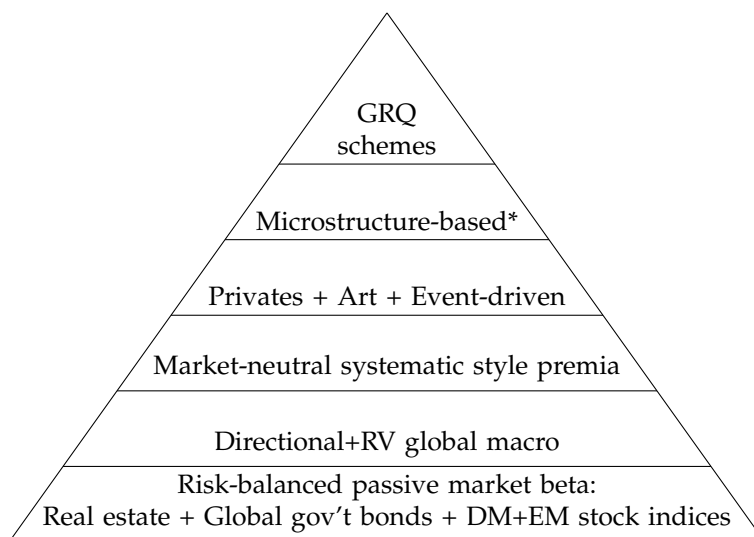 GRQ
schemes
Microstructure-based*
Privates + Art + Event-driven
Market-neutral systematic style premia
Directional+RV global macro
Risk-balanced passive market beta:
Real estate + Global gov't bonds + DM+EM stock indices